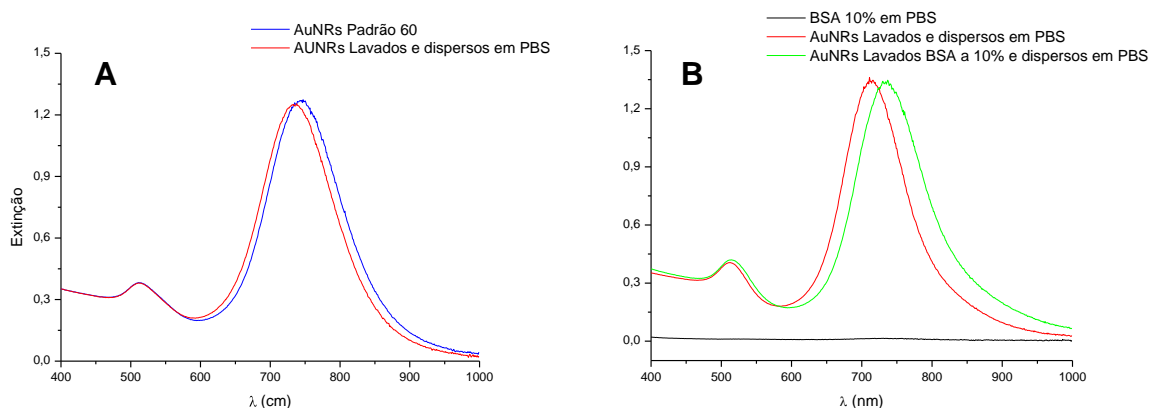 AuNRs Padrão 60
AUNRs Lavados e dispersos em PBS
A
1,5
1,2
0,9
0,6
0,3
0,0
Extinção
400 500 600 700 800 900 1000
λ (cm)
BSA 10% em PBS
AuNRs Lavados e dispersos em PBS
AuNRs Lavados BSA a 10% e dispersos em PBS
B
1,5
1,2
0,9
0,6
0,3
0,0
400 500 600 700 800 900 1000
λ (nm)